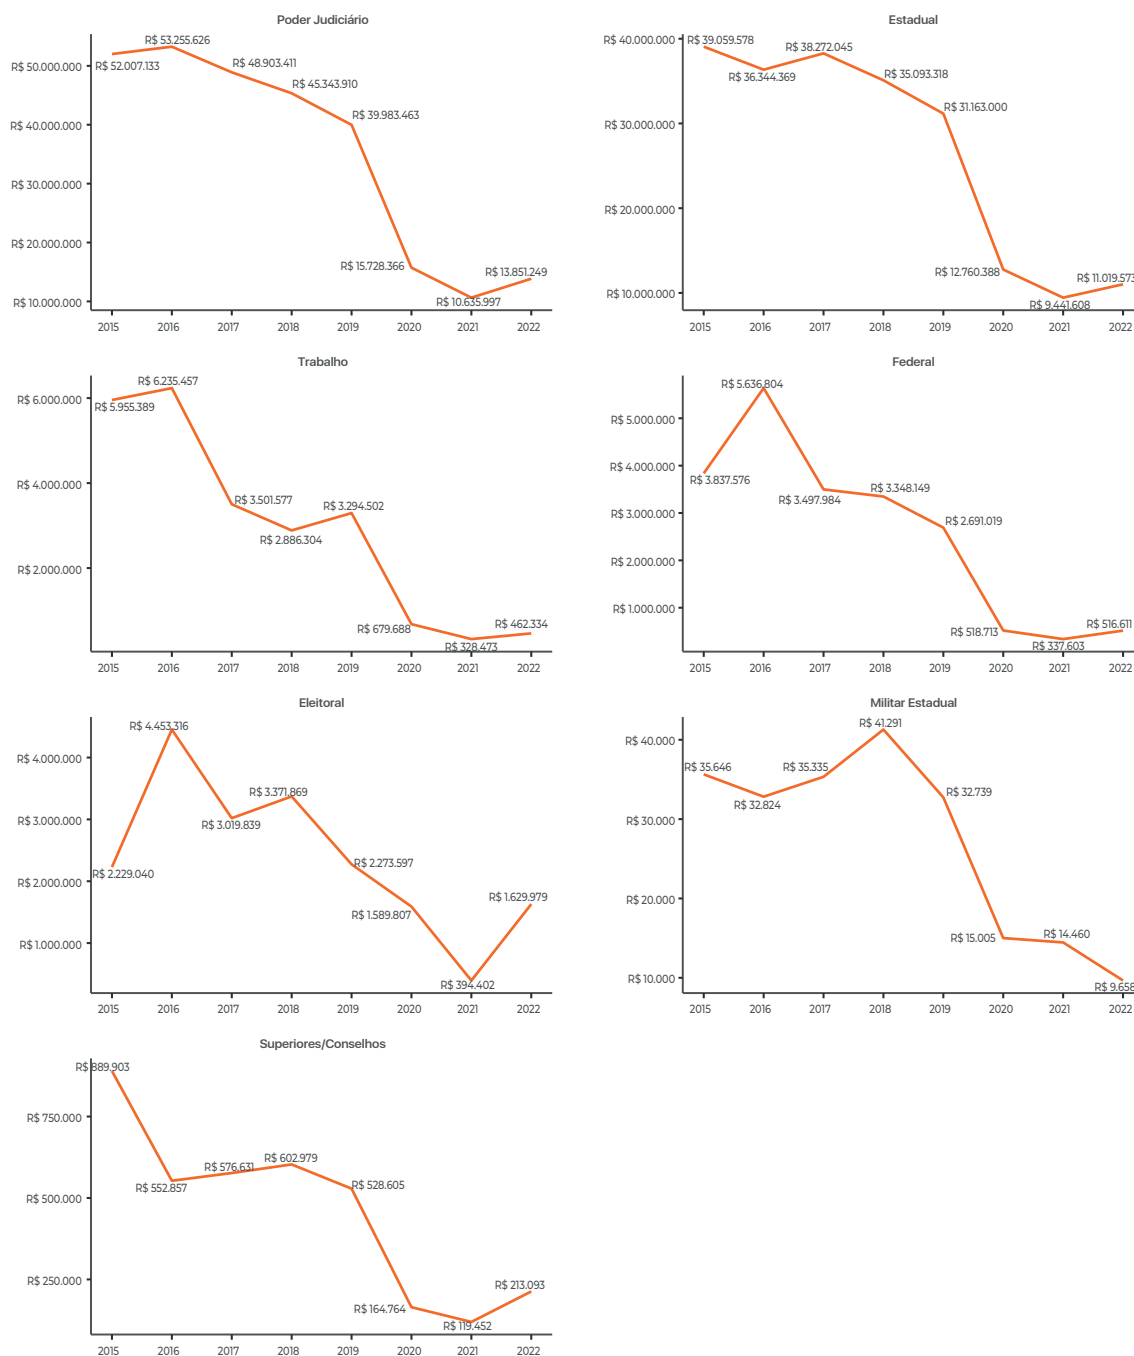 Poder Judiciário
R$ 50.000.000
R$ 40.000.000
R$ 30.000.000
R$ 20.000.000
R$ 10.000.000
R$ 52.007.133
R$ 53.255.626
R$ 48.903.411
R$ 45.343.910
R$ 39.983.463
R$ 15.728.366
R$ 10.635.997
R$ 13.851.249
2015 2016 2017 2018 2019 2020 2021 2022
Estadual
R$ 40.000.000
R$ 30.000.000
R$ 20.000.000
R$ 10.000.000
R$ 39.059.578
R$ 36.344.369
R$ 38.272.045
R$ 35.093.318
R$ 31.163.000
R$ 12.760.388
R$ 9.441.608
R$ 11.019.573
2015 2016 2017 2018 2019 2020 2021 2022
Trabalho
R$ 6.000.000
R$ 4.000.000
R$ 2.000.000
R$ 5.955.389
R$ 6.235.457
R$ 3.501.577
R$ 2.886.304
R$ 3.294.502
R$ 679.688
R$ 328.473
R$ 462.334
2015 2016 2017 2018 2019 2020 2021 2022
Federal
R$ 5.000.000
R$ 4.000.000
R$ 3.000.000
R$ 2.000.000
R$ 1.000.000
R$ 3.837.576
R$ 5.636.804
R$ 3.497.984
R$ 3.348.149
R$ 2.691.019
R$ 518.713
R$ 337.603
R$ 516.611
2015 2016 2017 2018 2019 2020 2021 2022
Eleitoral
R$ 4.000.000
R$ 3.000.000
R$ 2.000.000
R$ 1.000.000
R$ 2.229.040
R$ 4.453.316
R$ 3.019.839
R$ 3.371.869
R$ 2.273.597
R$ 1.589.807
R$ 394.402
R$ 1.629.979
2015 2016 2017 2018 2019 2020 2021 2022
Militar Estadual
R$ 40.000
R$ 30.000
R$ 20.000
R$ 10.000
R$ 35.646
R$ 32.824
R$ 35.335
R$ 41.291
R$ 32.739
R$ 15.005
R$ 14.460
R$ 9.658
2015 2016 2017 2018 2019 2020 2021 2022
Superiores/Conselhos
R$ 750.000
R$ 500.000
R$ 250.000
R$ 889.903
R$ 552.857
R$ 576.631
R$ 602.979
R$ 528.605
R$ 164.764
R$ 119.452
R$ 213.093
2015 2016 2017 2018 2019 2020 2021 2022